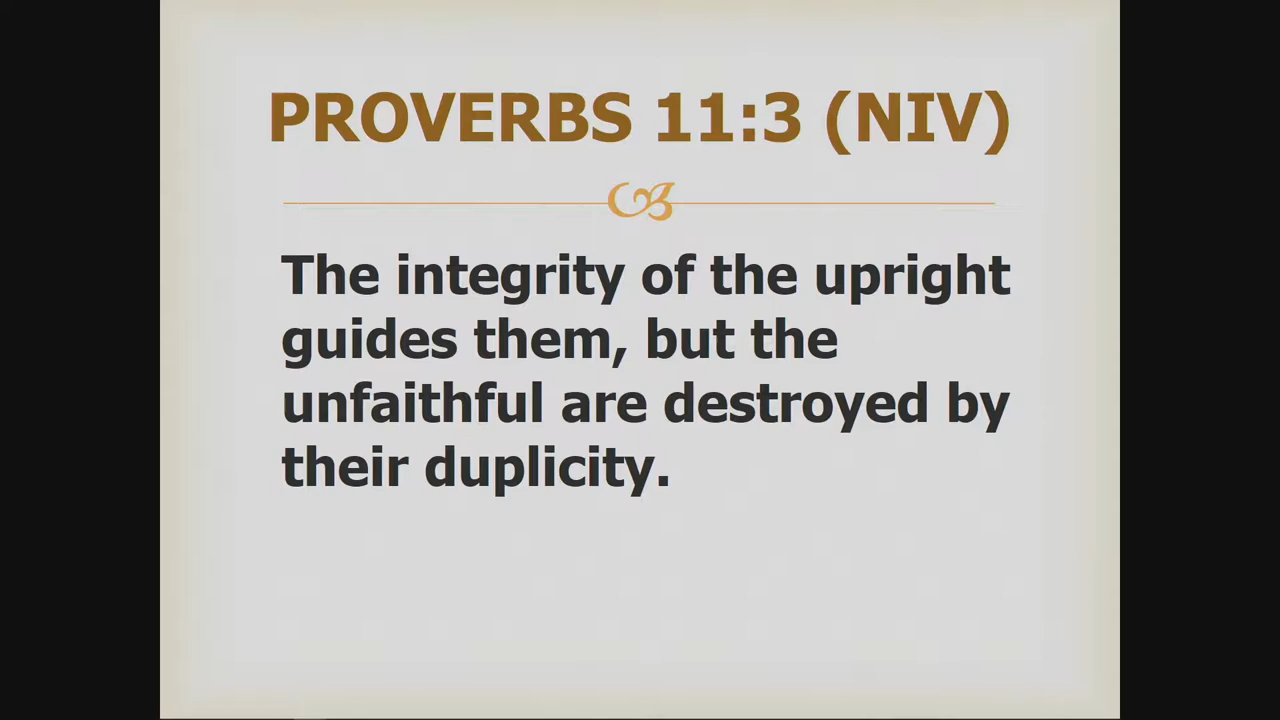 PROVERBS 11:3 (NIV)
The integrity of the upright
guides them, but the
unfaithful are destroyed by
their duplicity.